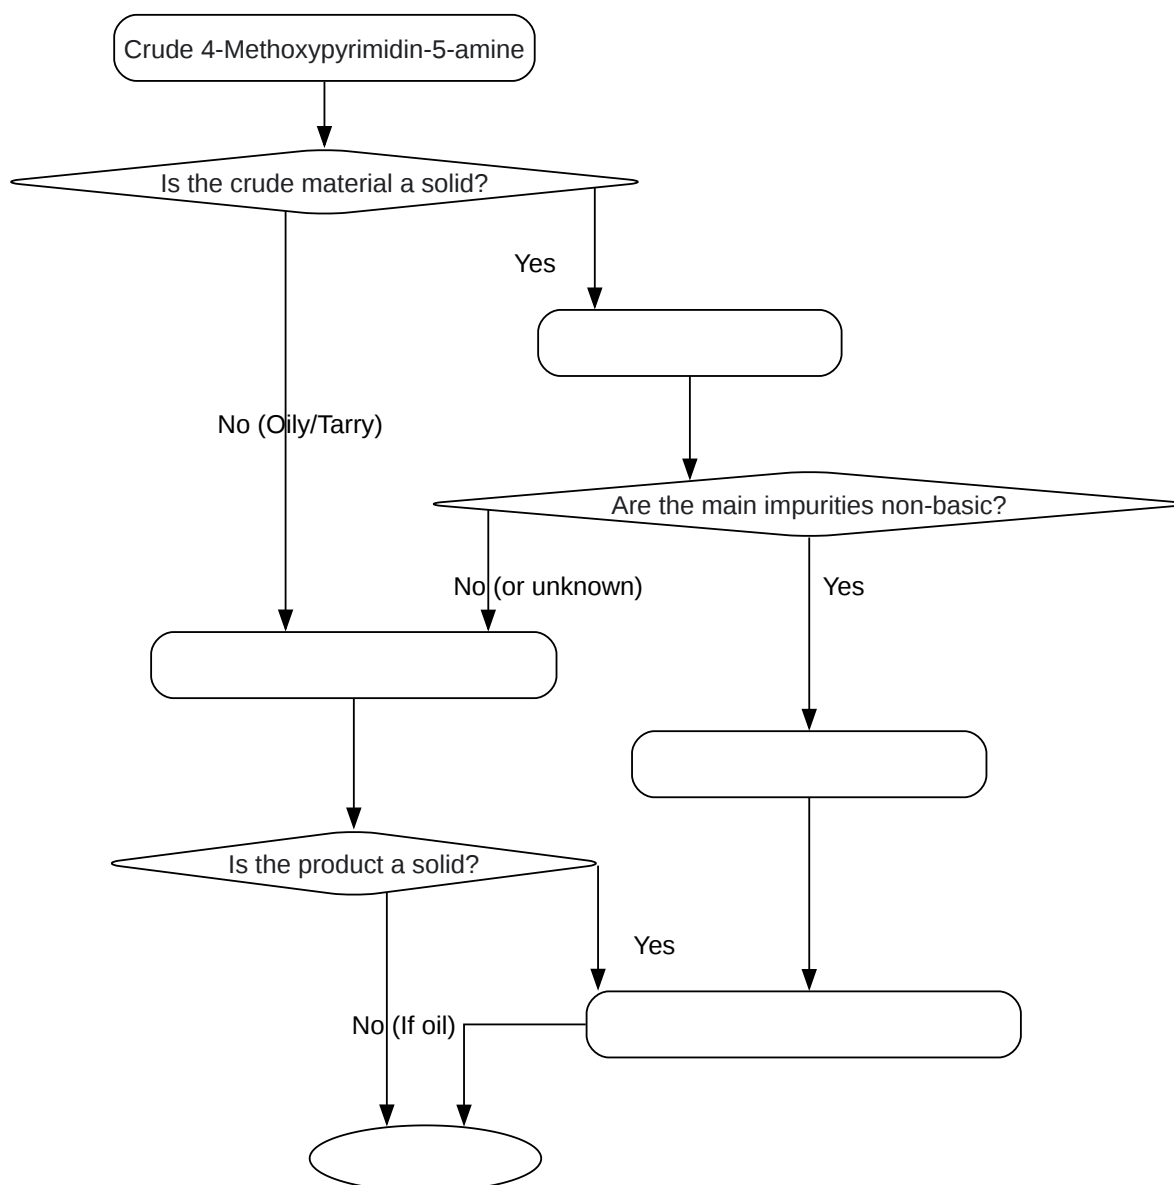 Crude 4-Methoxypyrimidin-5-amine
Is the crude material a solid?
Yes
No (Oily/Tarry)
Are the main impurities non-basic?
No (or unknown)
Yes
Is the product a solid?
Yes
No (If oil)